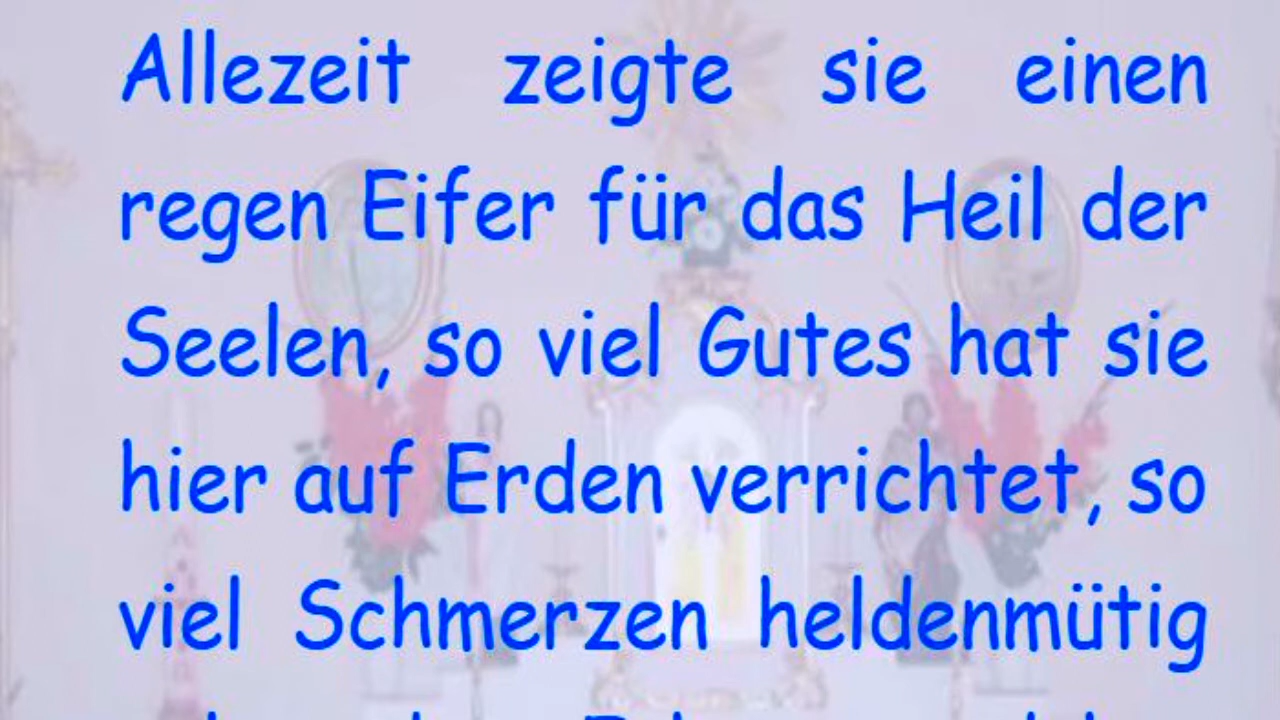 Allezeit zeigte sie einen
regen Eifer für das Heil der
Seelen, so viel Gutes hat sie
hier auf Erden verrichtet, so
viel Schmerzen heldenmütig